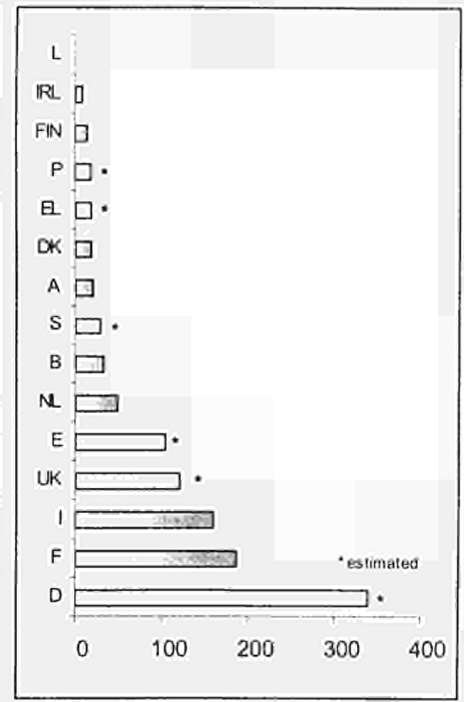 L
IRL
FIN
P *
EL *
DK
A
S *
B
NL
E *
UK *
I
F
* estimated
D *
0 100 200 300 400